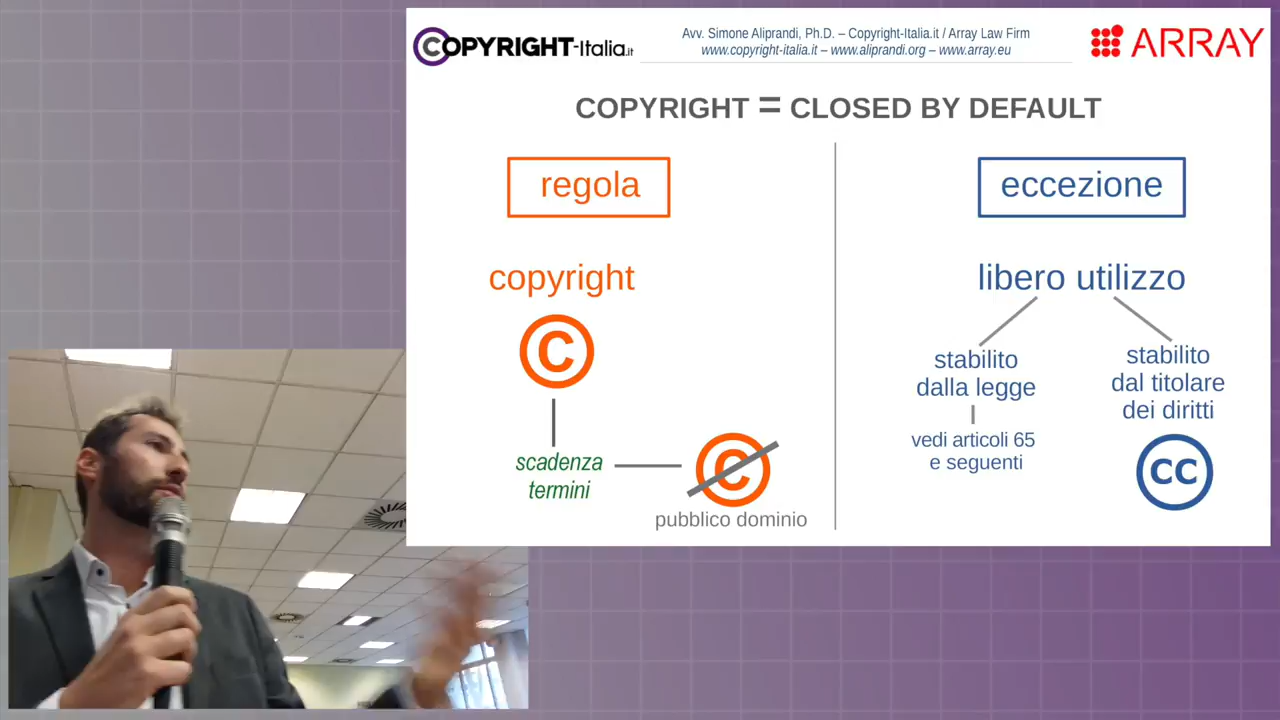 COPYRIGHT-Italia.it
Avv. Simone Aliprandi, Ph.D. – Copyright-Italia.it / Array Law Firm
www.copyright-italia.it – www.aliprandi.org – www.array.eu
ARRAY
COPYRIGHT = CLOSED BY DEFAULT
regola
copyright
C
scadenza
termini
C
pubblico dominio
eccezione
libero utilizzo
stabilito
dalla legge
vedi articoli 65
e seguenti
stabilito
dal titolare
dei diritti
CC